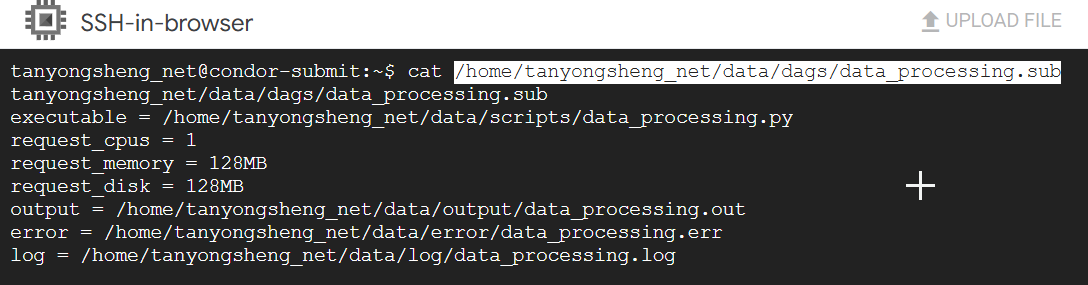 SSH-in-browser
UPLOAD FILE
tanyongsheng_net@condor-submit:~$ cat /home/tanyongsheng_net/data/dags/data_processing.sub
tanyongsheng_net/data/dags/data_processing.sub
executable = /home/tanyongsheng_net/data/scripts/data_processing.py
request_cpus = 1
request_memory = 128MB
request_disk = 128MB
output = /home/tanyongsheng_net/data/output/data_processing.out
error = /home/tanyongsheng_net/data/error/data_processing.err
log = /home/tanyongsheng_net/data/log/data_processing.log